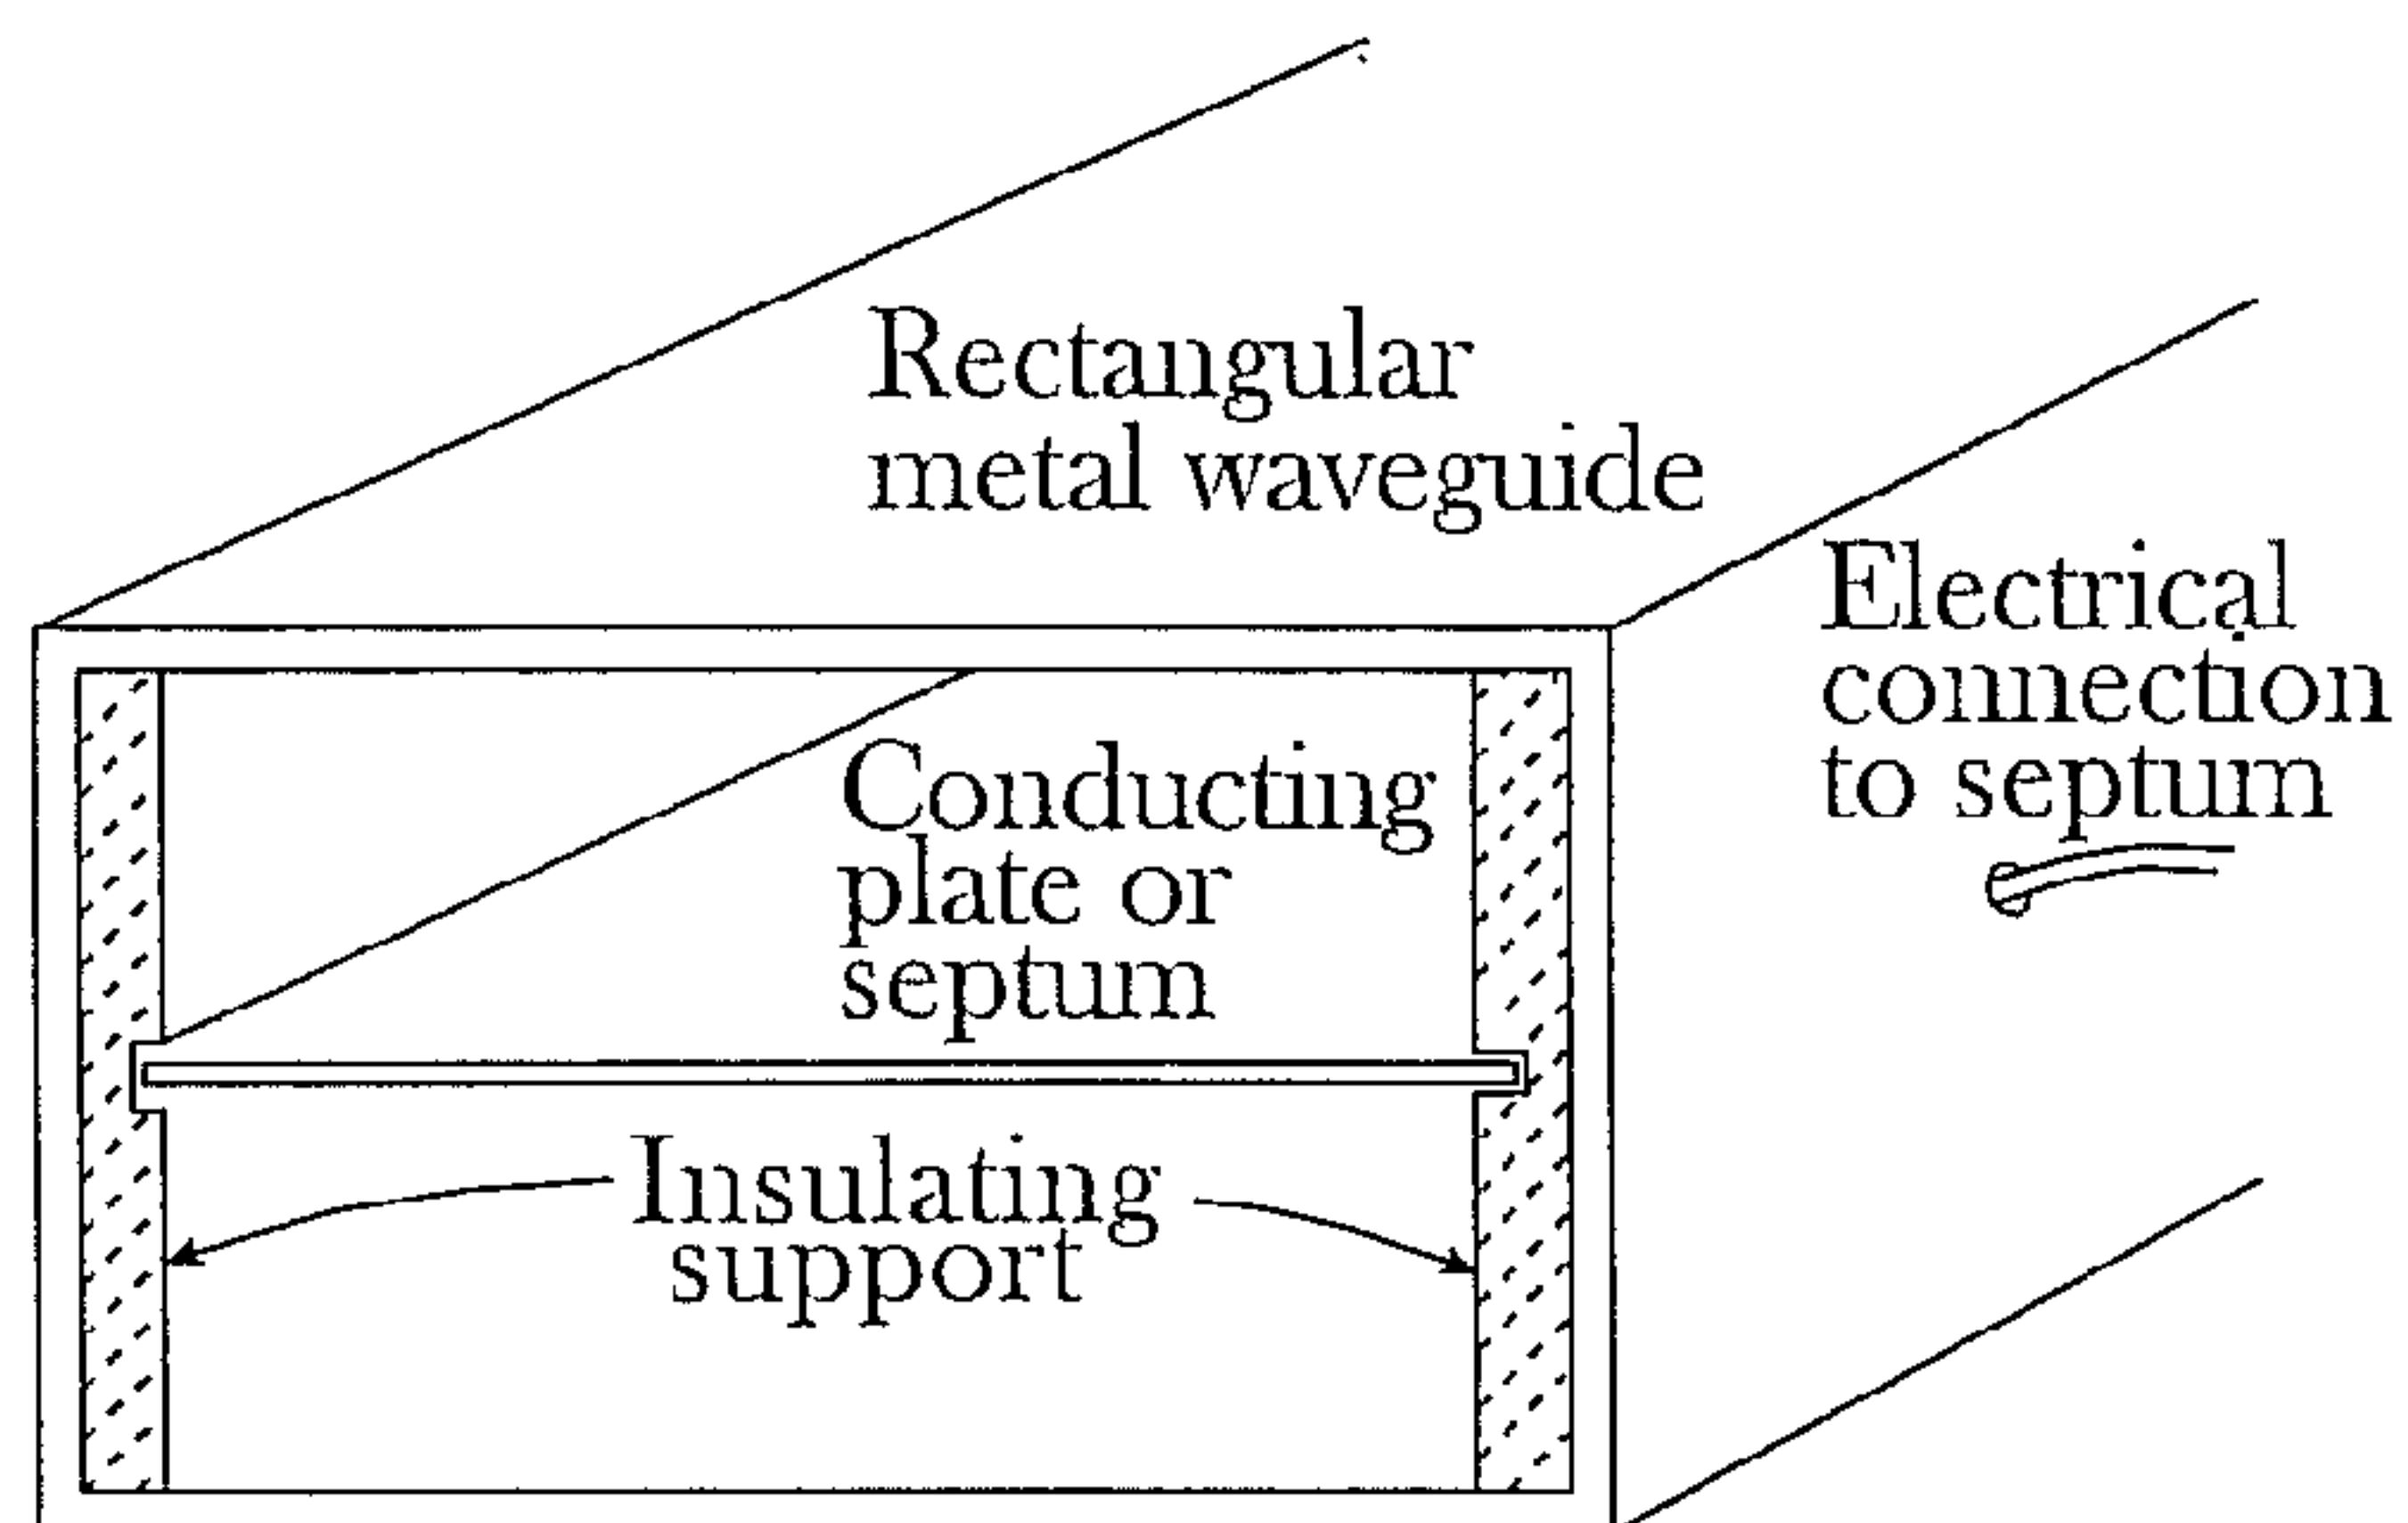 Rectangular
metal waveguide
Electrical
connection
to septum
Conducting
plate or
septum
Insulating
support